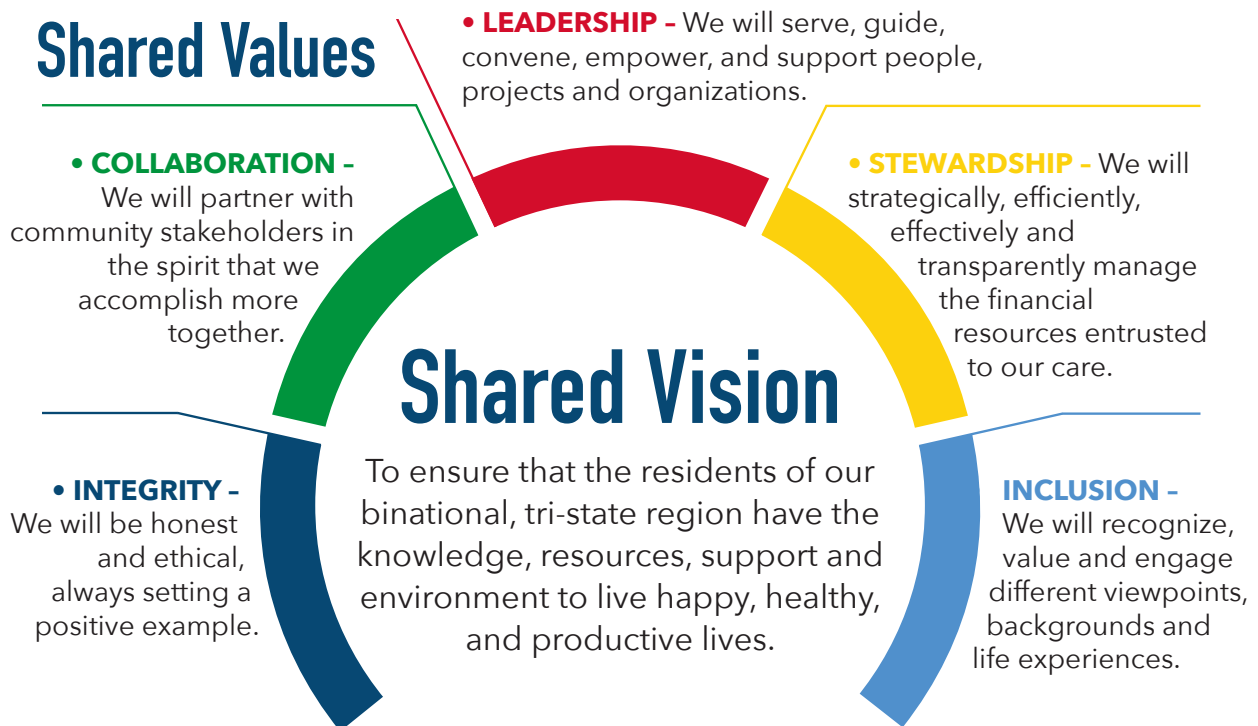 Shared Values
• LEADERSHIP – We will serve, guide,
convene, empower, and support people,
projects and organizations.
• COLLABORATION –
We will partner with
community stakeholders in
the spirit that we
accomplish more
together.
• STEWARDSHIP – We will
strategically, efficiently,
effectively and
transparently manage
the financial
resources entrusted
to our care.
Shared Vision
To ensure that the residents of our
binational, tri-state region have the
knowledge, resources, support and
environment to live happy, healthy,
and productive lives.
• INTEGRITY –
We will be honest
and ethical,
always setting a
positive example.
INCLUSION –
We will recognize,
value and engage
different viewpoints,
backgrounds and
life experiences.